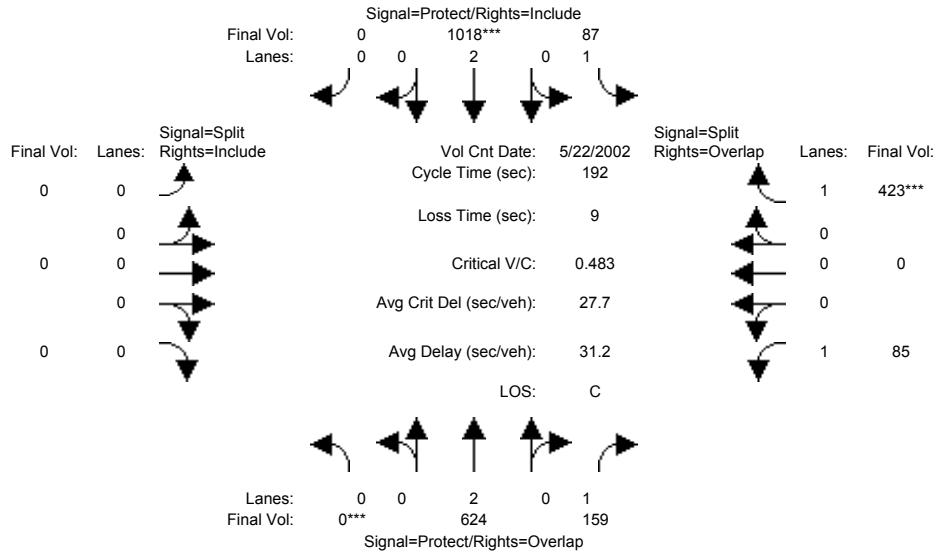 Signal=Protect/Rights=Include
Final Vol: 0 1018*** 87
Lanes: 0 0 2 0 1
Signal=Split
Rights=Include
Signal=Split
Rights=Overlap
Final Vol: Lanes:
Vol Cnt Date: 5/22/2002
Lanes: Final Vol:
Cycle Time (sec): 192
0 0
1 423***
Loss Time (sec): 9
0
0
0 0
Critical V/C: 0.483
0 0
0
Avg Crit Del (sec/veh): 27.7
0
0 0
Avg Delay (sec/veh): 31.2
1 85
LOS: C
Lanes: 0 0 2 0 1
Final Vol: 0*** 624 159
Signal=Protect/Rights=Overlap